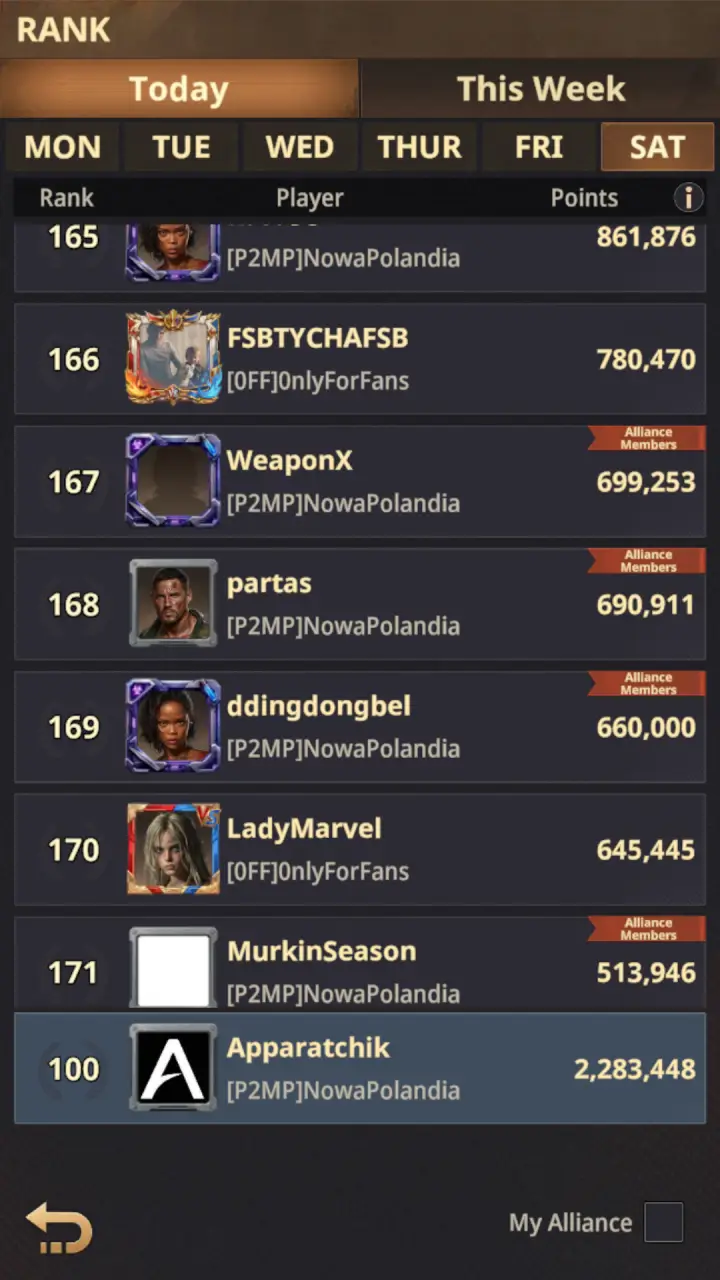 RANK
Today
This Week
MON
TUE
WED
THUR
FRI
SAT
Rank
Player
Points
165
[P2MP]NowaPolandia
861,876
166
FSBTYCHAFSB
[0FF]0nlyForFans
780,470
167
WeaponX
[P2MP]NowaPolandia
Alliance
Members
699,253
168
partas
[P2MP]NowaPolandia
Alliance
Members
690,911
169
ddingdongbel
[P2MP]NowaPolandia
Alliance
Members
660,000
170
LadyMarvel
[0FF]0nlyForFans
645,445
171
MurkinSeason
[P2MP]NowaPolandia
Alliance
Members
513,946
100
Apparatchik
[P2MP]NowaPolandia
2,283,448
My Alliance